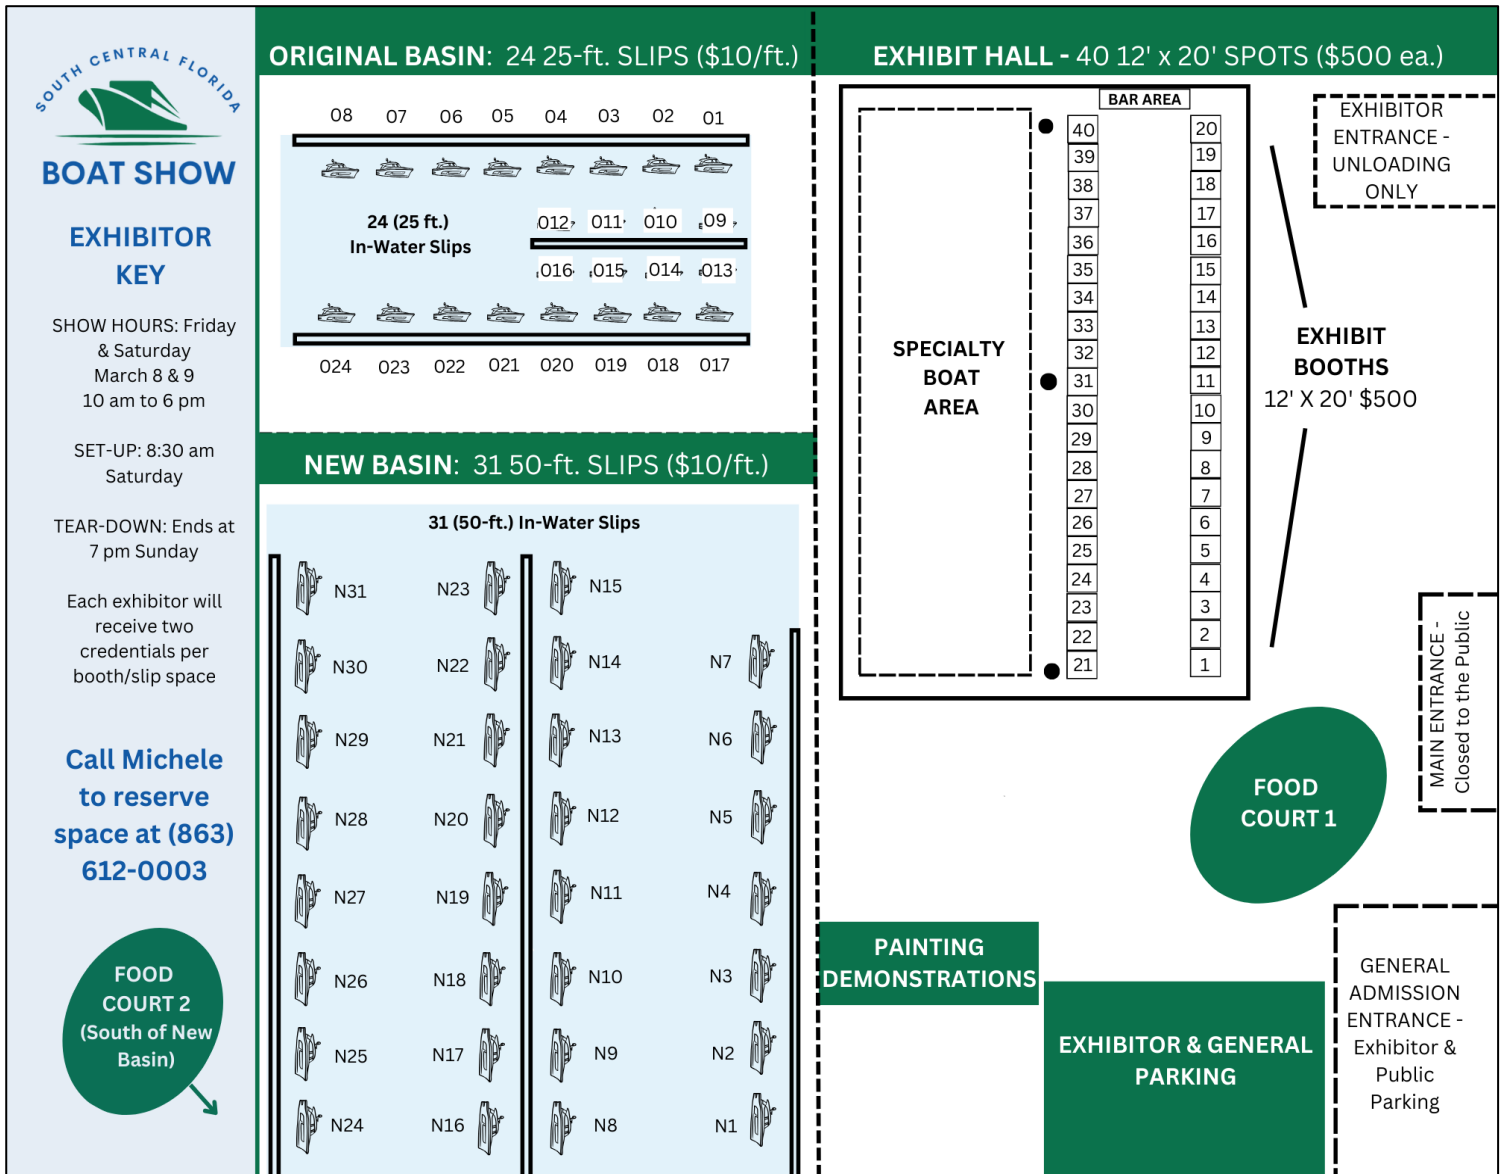 SOUTH CENTRAL FLORIDA
BOAT SHOW
EXHIBITOR
KEY
SHOW HOURS: Friday
& Saturday
March 8 & 9
10 am to 6 pm
SET-UP: 8:30 am
Saturday
TEAR-DOWN: Ends at
7 pm Sunday
Each exhibitor will
receive two
credentials per
booth/slip space
Call Michele
to reserve
space at (863)
612-0003
FOOD
COURT 2
(South of New
Basin)
ORIGINAL BASIN: 24 25-ft. SLIPS ($10/ft.)
08 07 06 05 04 03 02 01
24 (25 ft.)
In-Water Slips
012 011 010 09
016 015 014 013
024 023 022 021 020 019 018 017
NEW BASIN: 31 50-ft. SLIPS ($10/ft.)
31 (50-ft.) In-Water Slips
N31 N23 N15
N30 N22 N14 N7
N29 N21 N13 N6
N28 N20 N12 N5
N27 N19 N11 N4
N26 N18 N10 N3
N25 N17 N9 N2
N24 N16 N8 N1
EXHIBIT HALL - 40 12' x 20' SPOTS ($500 ea.)
BAR AREA
SPECIALTY
BOAT
AREA
40 20
39 19
38 18
37 17
36 16
35 15
34 14
33 13
32 12
31 11
30 10
29 9
28 8
27 7
26 6
25 5
24 4
23 3
22 2
21 1
EXHIBITOR
ENTRANCE -
UNLOADING
ONLY
EXHIBIT
BOOTHS
12' X 20' $500
MAIN ENTRANCE -
Closed to the Public
FOOD
COURT 1
PAINTING
DEMONSTRATIONS
EXHIBITOR & GENERAL
PARKING
GENERAL
ADMISSION
ENTRANCE -
Exhibitor &
Public
Parking